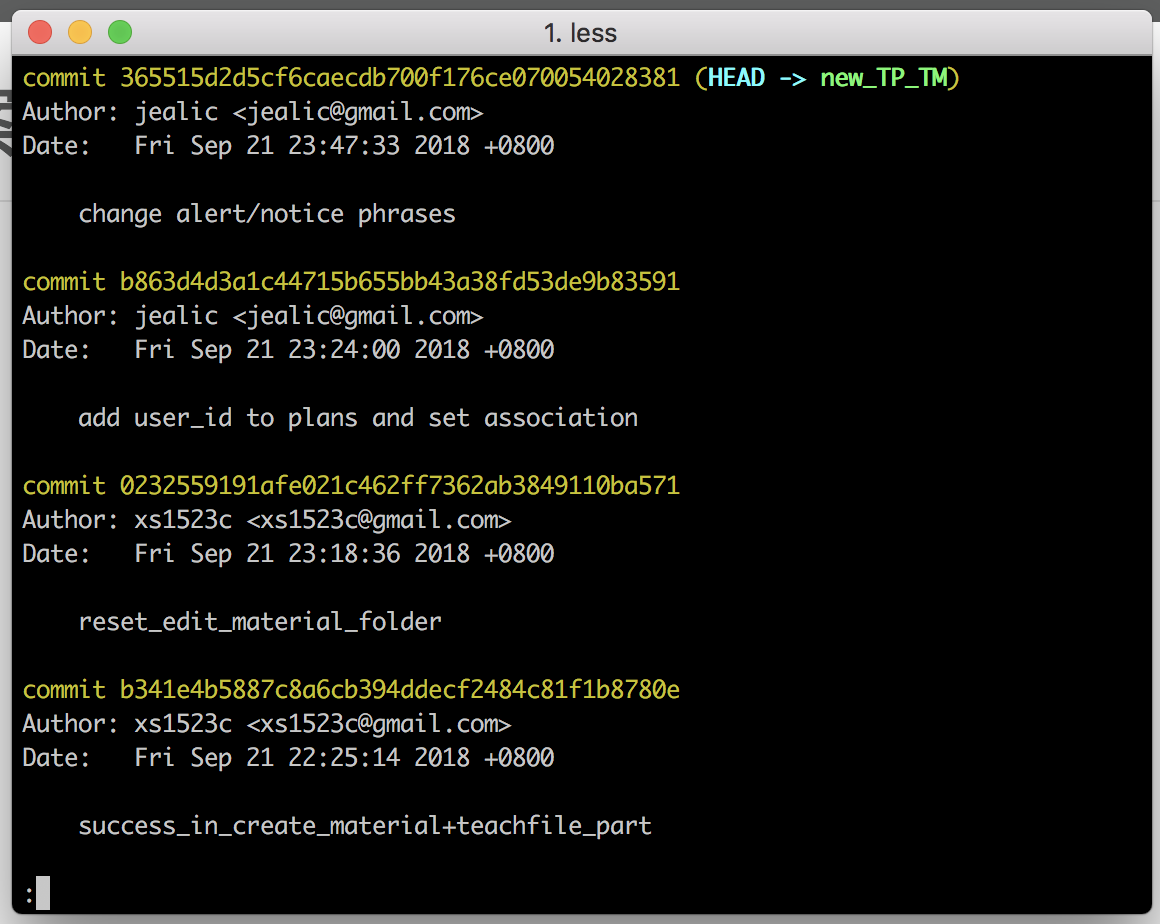 1. less
commit 365515d2d5cf6caecdb700f176ce070054028381 (HEAD -> new_TP_TM)
Author: jealic <jealic@gmail.com>
Date:   Fri Sep 21 23:47:33 2018 +0800
change alert/notice phrases
commit b863d4d3a1c44715b655bb43a38fd53de9b83591
Author: jealic <jealic@gmail.com>
Date:   Fri Sep 21 23:24:00 2018 +0800
add user_id to plans and set association
commit 0232559191afe021c462ff7362ab3849110ba571
Author: xs1523c <xs1523c@gmail.com>
Date:   Fri Sep 21 23:18:36 2018 +0800
reset_edit_material_folder
commit b341e4b5887c8a6cb394ddecf2484c81f1b8780e
Author: xs1523c <xs1523c@gmail.com>
Date:   Fri Sep 21 22:25:14 2018 +0800
success_in_create_material+teachfile_part
: